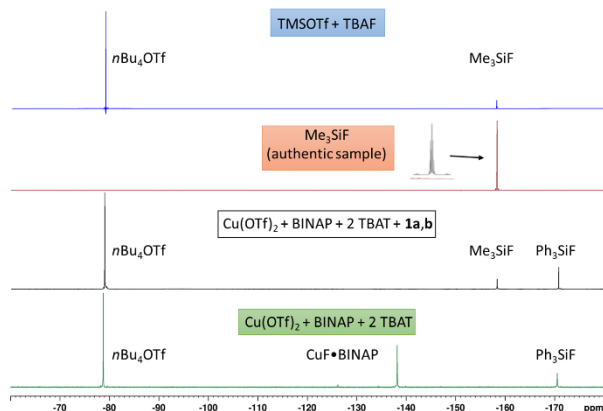 TMSOTf + TBAF
nBu₄OTf
Me₃SiF
Me₃SiF
(authentic sample)
Cu(OTf)₂ + BINAP + 2 TBAT + 1a,b
nBu₄OTf
Me₃SiF
Ph₃SiF
Cu(OTf)₂ + BINAP + 2 TBAT
nBu₄OTf
CuF•BINAP
Ph₃SiF
-70 -80 -90 -100 -110 -120 -130 -140 -150 -160 -170 ppm